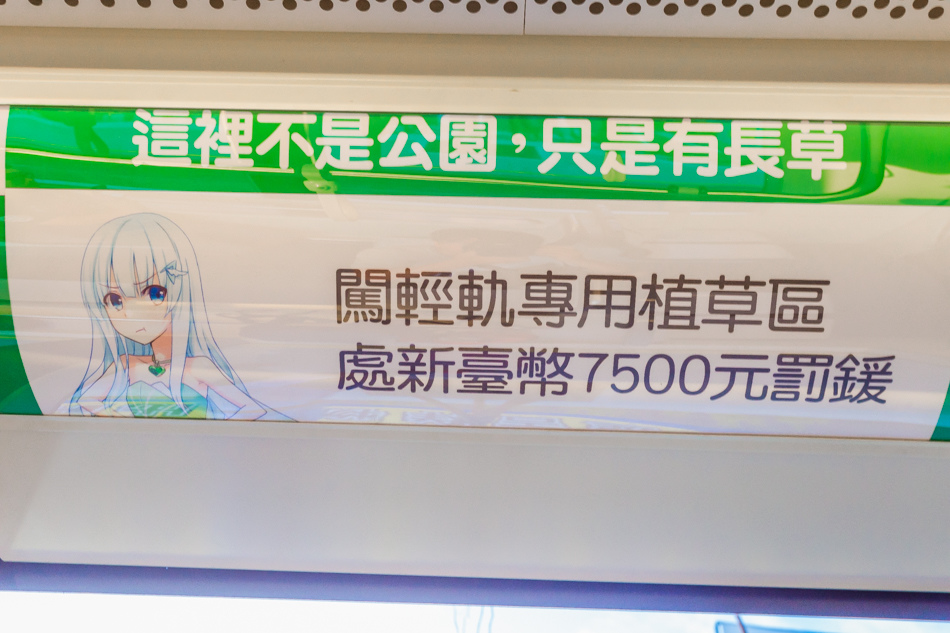 這裡不是公園，只是有長草
闖輕軌專用植草區
處新臺幣7500元罰鍰